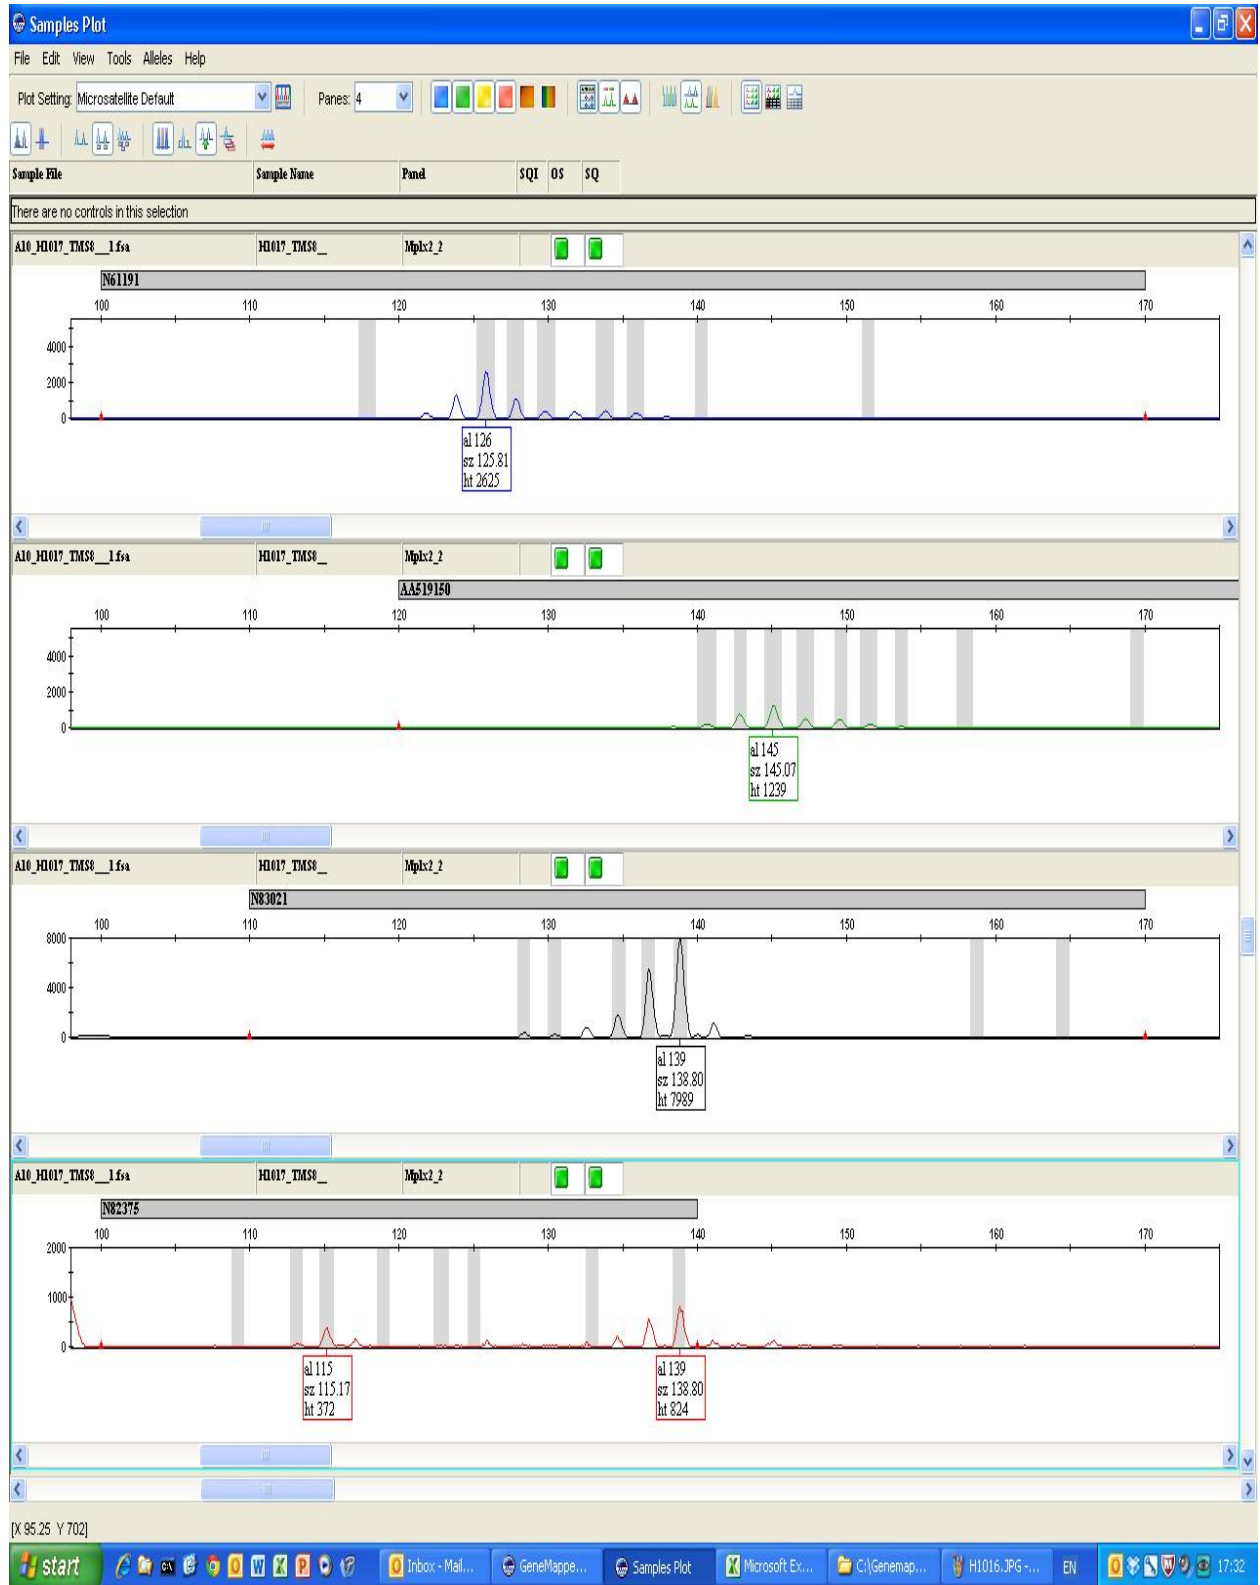 Samples Plot
File Edit View Tools Alleles Help
Plot Setting: Microsatellite Default Panes: 4
Sample File Sample Name Panel SQI OS SQ
There are no controls in this selection
A10_H1017_TMS8__1.fsa H1017_TMS8__ Mplx2_2
N61191
100 110 120 130 140 150 160 170
4000
2000
0
al 126
sz 125.81
ht 2625
A10_H1017_TMS8__1.fsa H1017_TMS8__ Mplx2_2
AA519150
100 110 120 130 140 150 160 170
4000
2000
0
al 145
sz 145.07
ht 1239
A10_H1017_TMS8__1.fsa H1017_TMS8__ Mplx2_2
N83021
100 110 120 130 140 150 160 170
8000
4000
0
al 139
sz 138.80
ht 7989
A10_H1017_TMS8__1.fsa H1017_TMS8__ Mplx2_2
N82375
100 110 120 130 140 150 160 170
2000
1000
0
al 115 al 139
sz 115.17 sz 138.80
ht 372 ht 824
[X 95.25 Y 702]
start Inbox - Mail... GeneMappe... Samples Plot Microsoft Ex... C:\Genemap... H1016.JPG -... EN 17:32